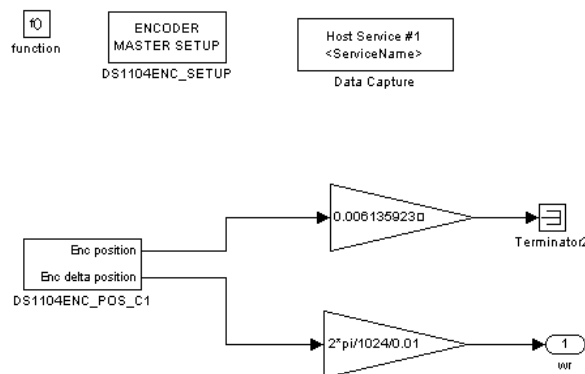 f()
function
ENCODER
MASTER SETUP
DS1104ENC_SETUP
Host Service #1
<ServiceName>
Data Capture
0.006135923
Terminator2
Enc position
Enc delta position
DS1104ENC_POS_C1
2*pi/1024/0.01
1
wr